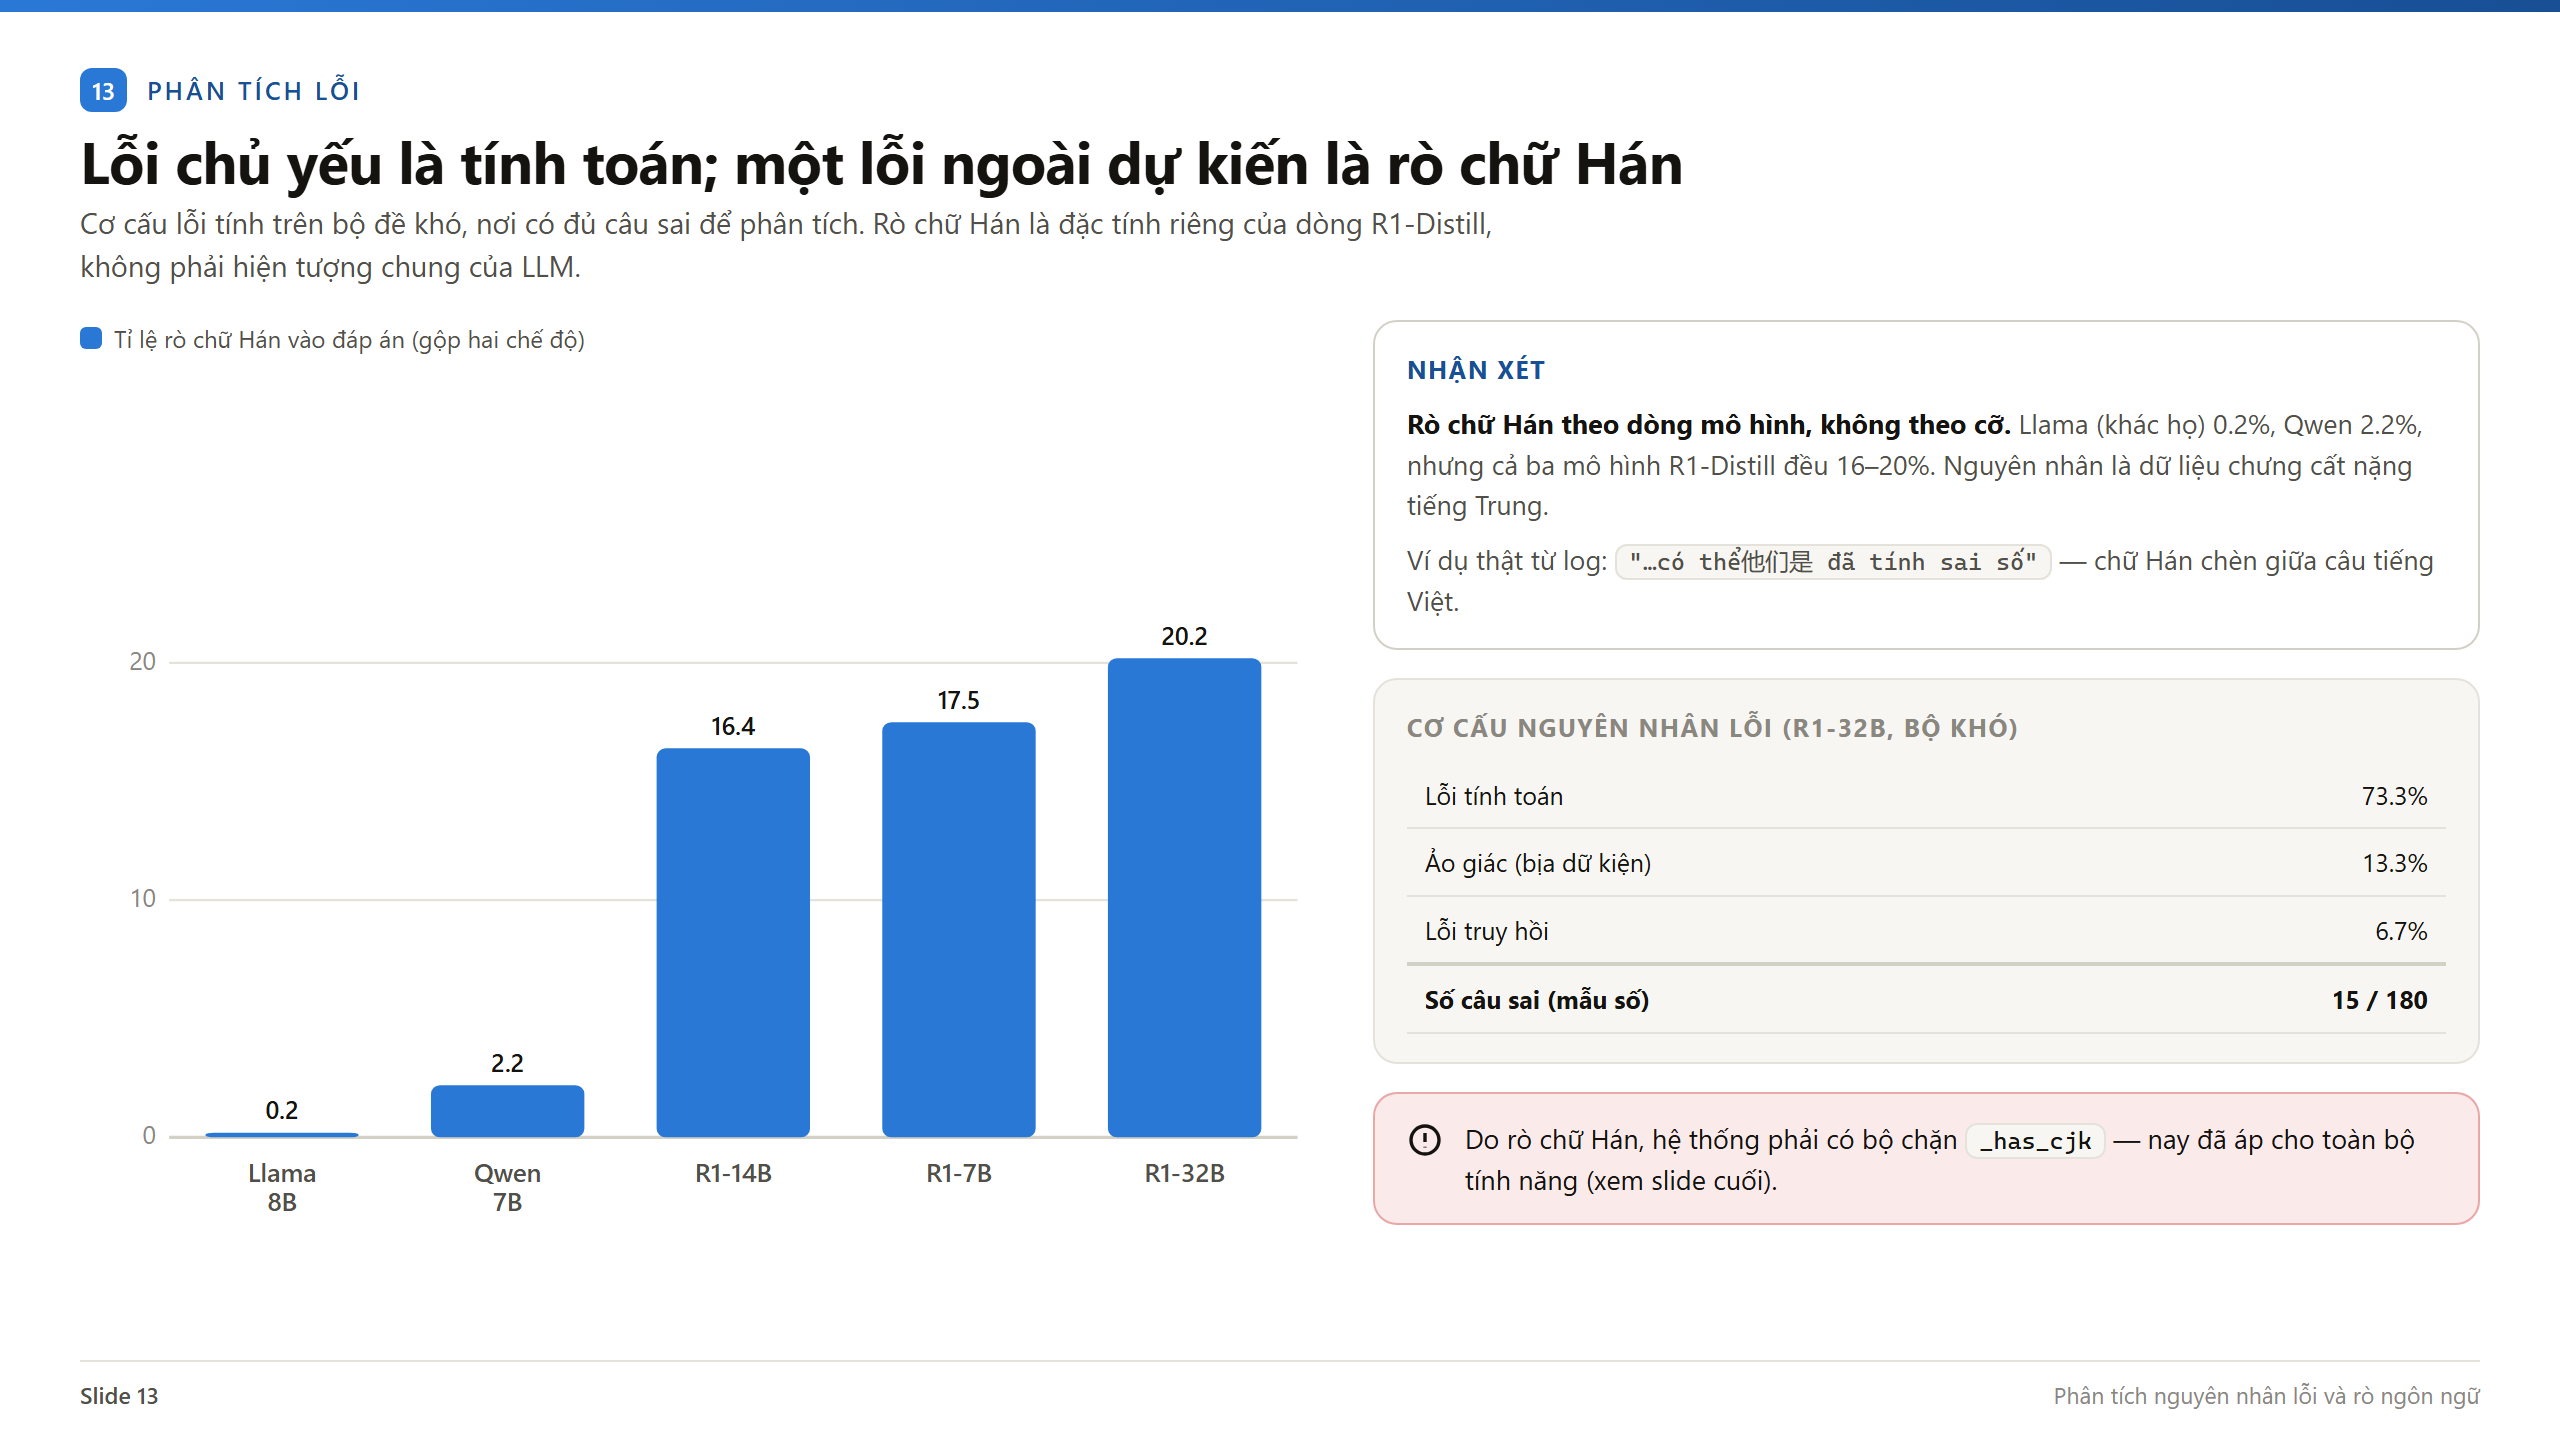 13 PHÂN TÍCH LỖI
Lỗi chủ yếu là tính toán; một lỗi ngoài dự kiến là rò chữ Hán
Cơ cấu lỗi tính trên bộ đề khó, nơi có đủ câu sai để phân tích. Rò chữ Hán là đặc tính riêng của dòng R1-Distill,
không phải hiện tượng chung của LLM.
Tỉ lệ rò chữ Hán vào đáp án (gộp hai chế độ)
20
10
0
0.2
2.2
16.4
17.5
20.2
Llama
8B
Qwen
7B
R1-14B
R1-7B
R1-32B
NHẬN XÉT
Rò chữ Hán theo dòng mô hình, không theo cỡ. Llama (khác họ) 0.2%, Qwen 2.2%,
nhưng cả ba mô hình R1-Distill đều 16–20%. Nguyên nhân là dữ liệu chưng cất nặng
tiếng Trung.
Ví dụ thật từ log: "…có thể他们是 đã tính sai số" — chữ Hán chèn giữa câu tiếng
Việt.
CƠ CẤU NGUYÊN NHÂN LỖI (R1-32B, BỘ KHÓ)
Lỗi tính toán 73.3%
Ảo giác (bịa dữ kiện) 13.3%
Lỗi truy hồi 6.7%
Số câu sai (mẫu số) 15 / 180
Do rò chữ Hán, hệ thống phải có bộ chặn _has_cjk — nay đã áp cho toàn bộ
tính năng (xem slide cuối).
Slide 13
Phân tích nguyên nhân lỗi và rò ngôn ngữ